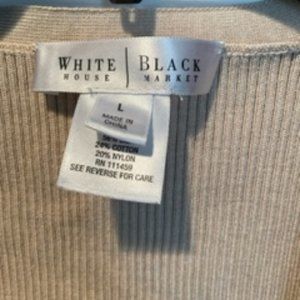 WHITE | BLACK
HOUSE MARKET
L
MADE IN
CHINA
24% COTTON
20% NYLON
RN 111459
SEE REVERSE FOR CARE